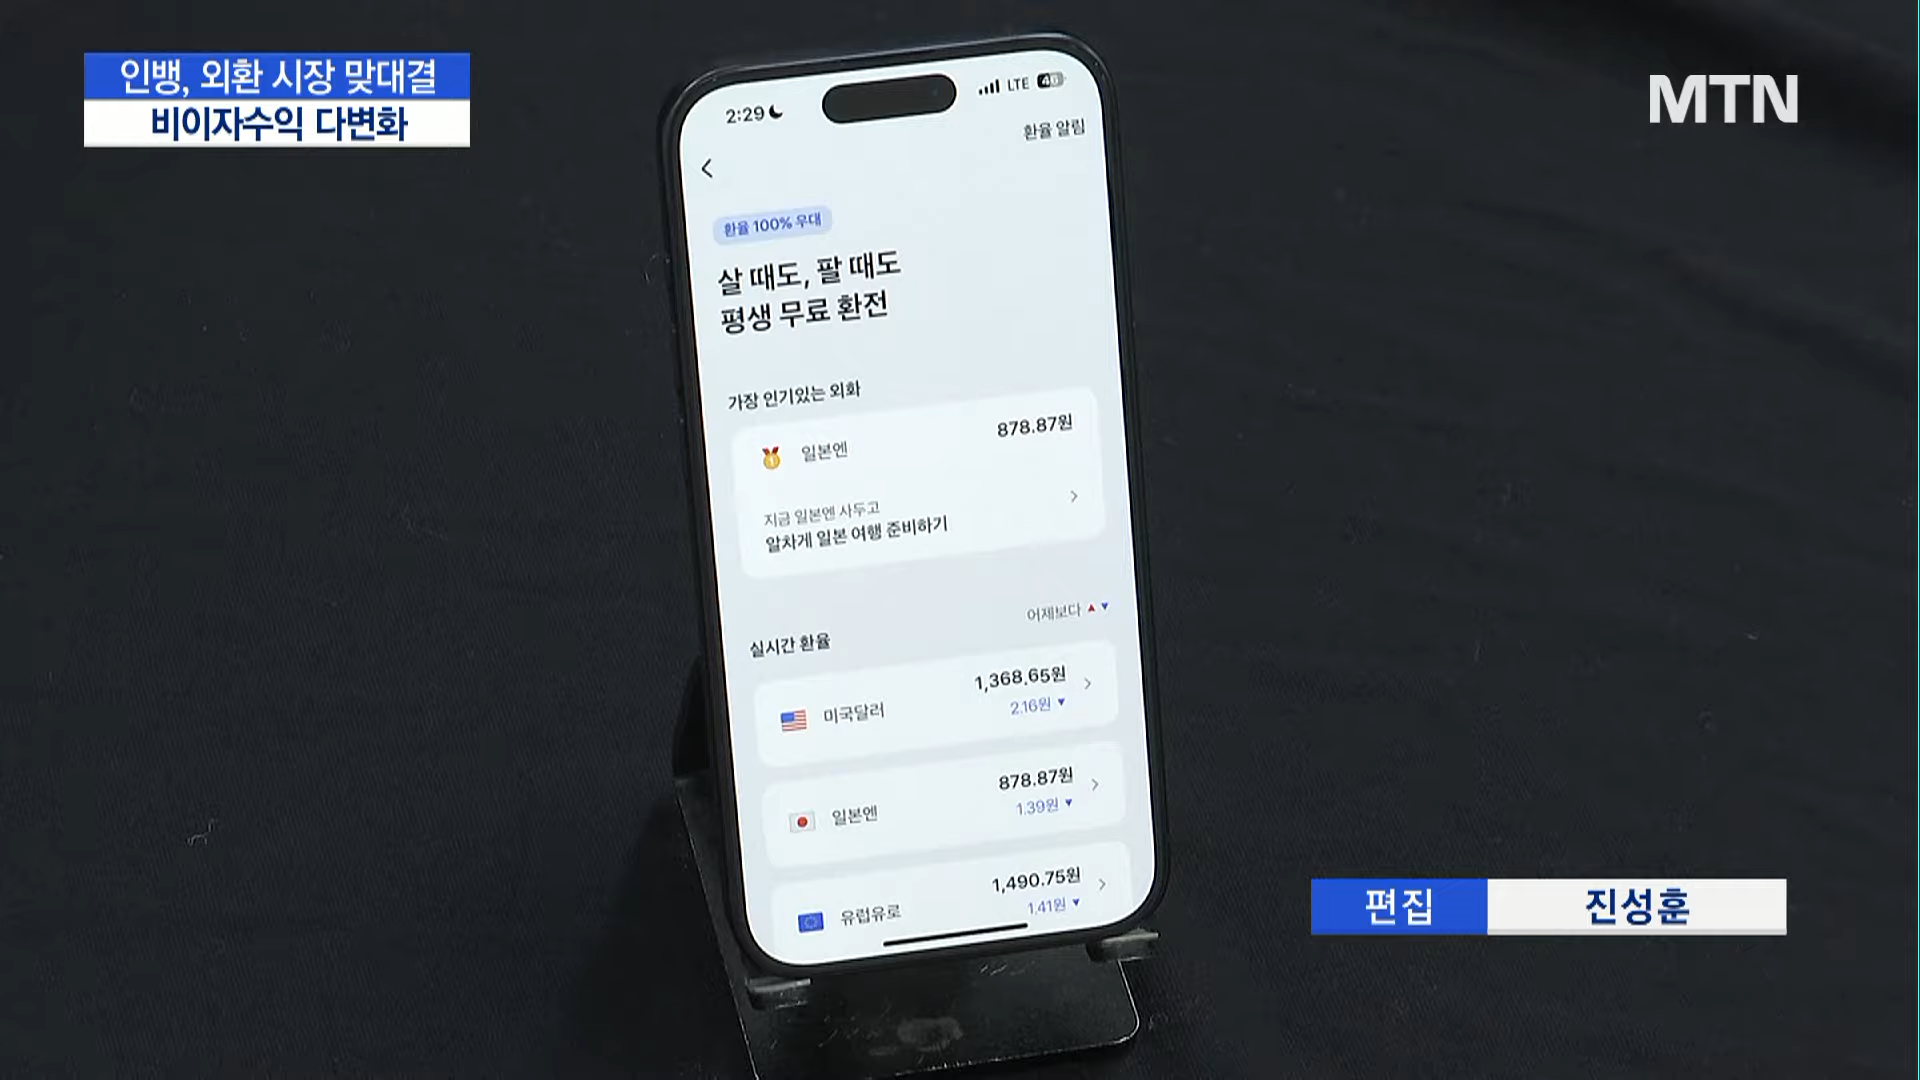 인뱅, 외환 시장 맞대결
비이자수익 다변화
MTN
2:29
LTE
환율 알림
환율 100% 우대
살 때도, 팔 때도
평생 무료 환전
가장 인기있는 외화
일본엔
878.87원
지금 일본엔 사두고
알차게 일본 여행 준비하기
어제보다 ▲▼
실시간 환율
미국달러
1,368.65원
2.16원 ▼
일본엔
878.87원
1.39원 ▼
유럽유로
1,490.75원
1.41원 ▼
편집 진성훈